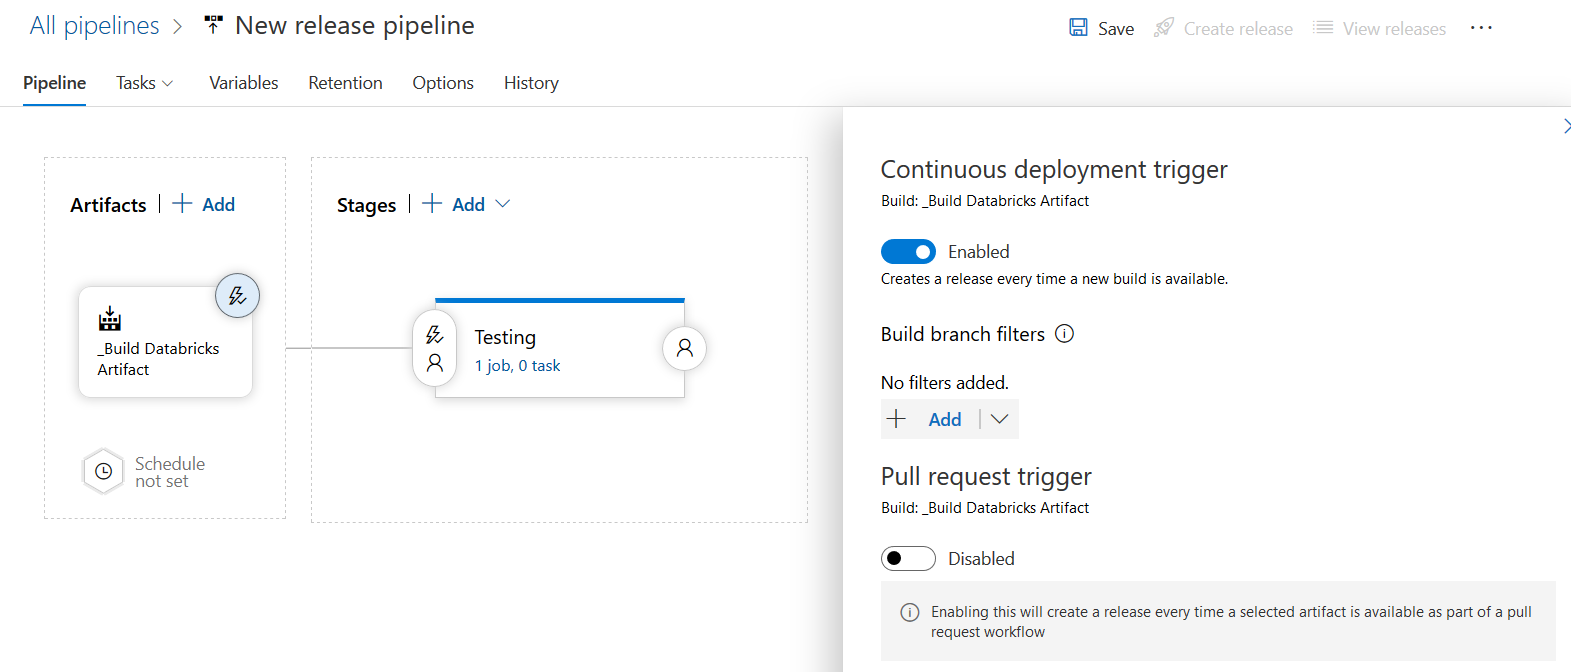 All pipelines > New release pipeline
Save Create release View releases ...
Pipeline Tasks Variables Retention Options History
Artifacts | + Add
_Build Databricks
Artifact
Schedule
not set
Stages | + Add
Testing
1 job, 0 task
Continuous deployment trigger
Build: _Build Databricks Artifact
Enabled
Creates a release every time a new build is available.
Build branch filters
No filters added.
+ Add
Pull request trigger
Build: _Build Databricks Artifact
Disabled
Enabling this will create a release every time a selected artifact is available as part of a pull
request workflow